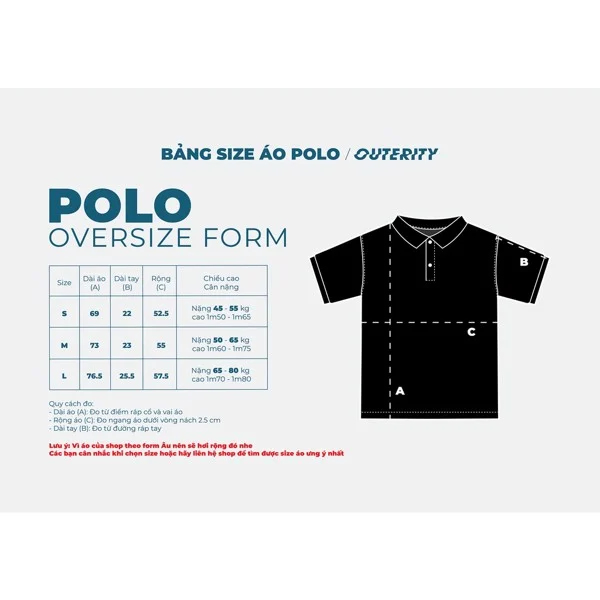 BẢNG SIZE ÁO POLO / OUTERITY
POLO
OVERSIZE FORM
Size Dài áo (A) Dài tay (B) Rộng (C) Chiều cao Cân nặng
S 69 22 52.5 Nặng 45 - 55 kg cao 1m50 - 1m65
M 73 23 55 Nặng 50 - 65 kg cao 1m60 - 1m75
L 76.5 25.5 57.5 Nặng 65 - 80 kg cao 1m70 - 1m80
Quy cách đo:
- Dài áo (A): Đo từ điểm ráp cổ và vai áo
- Rộng áo (C): Đo ngang áo dưới vòng nách 2.5 cm
- Dài tay (B): Đo từ đường ráp tay
Lưu ý: Vì áo của shop theo form Âu nên sẽ hơi rộng đó nhe
Các bạn cân nhắc khi chọn size hoặc hãy liên hệ shop để tìm được size áo ưng ý nhất
B
C
A